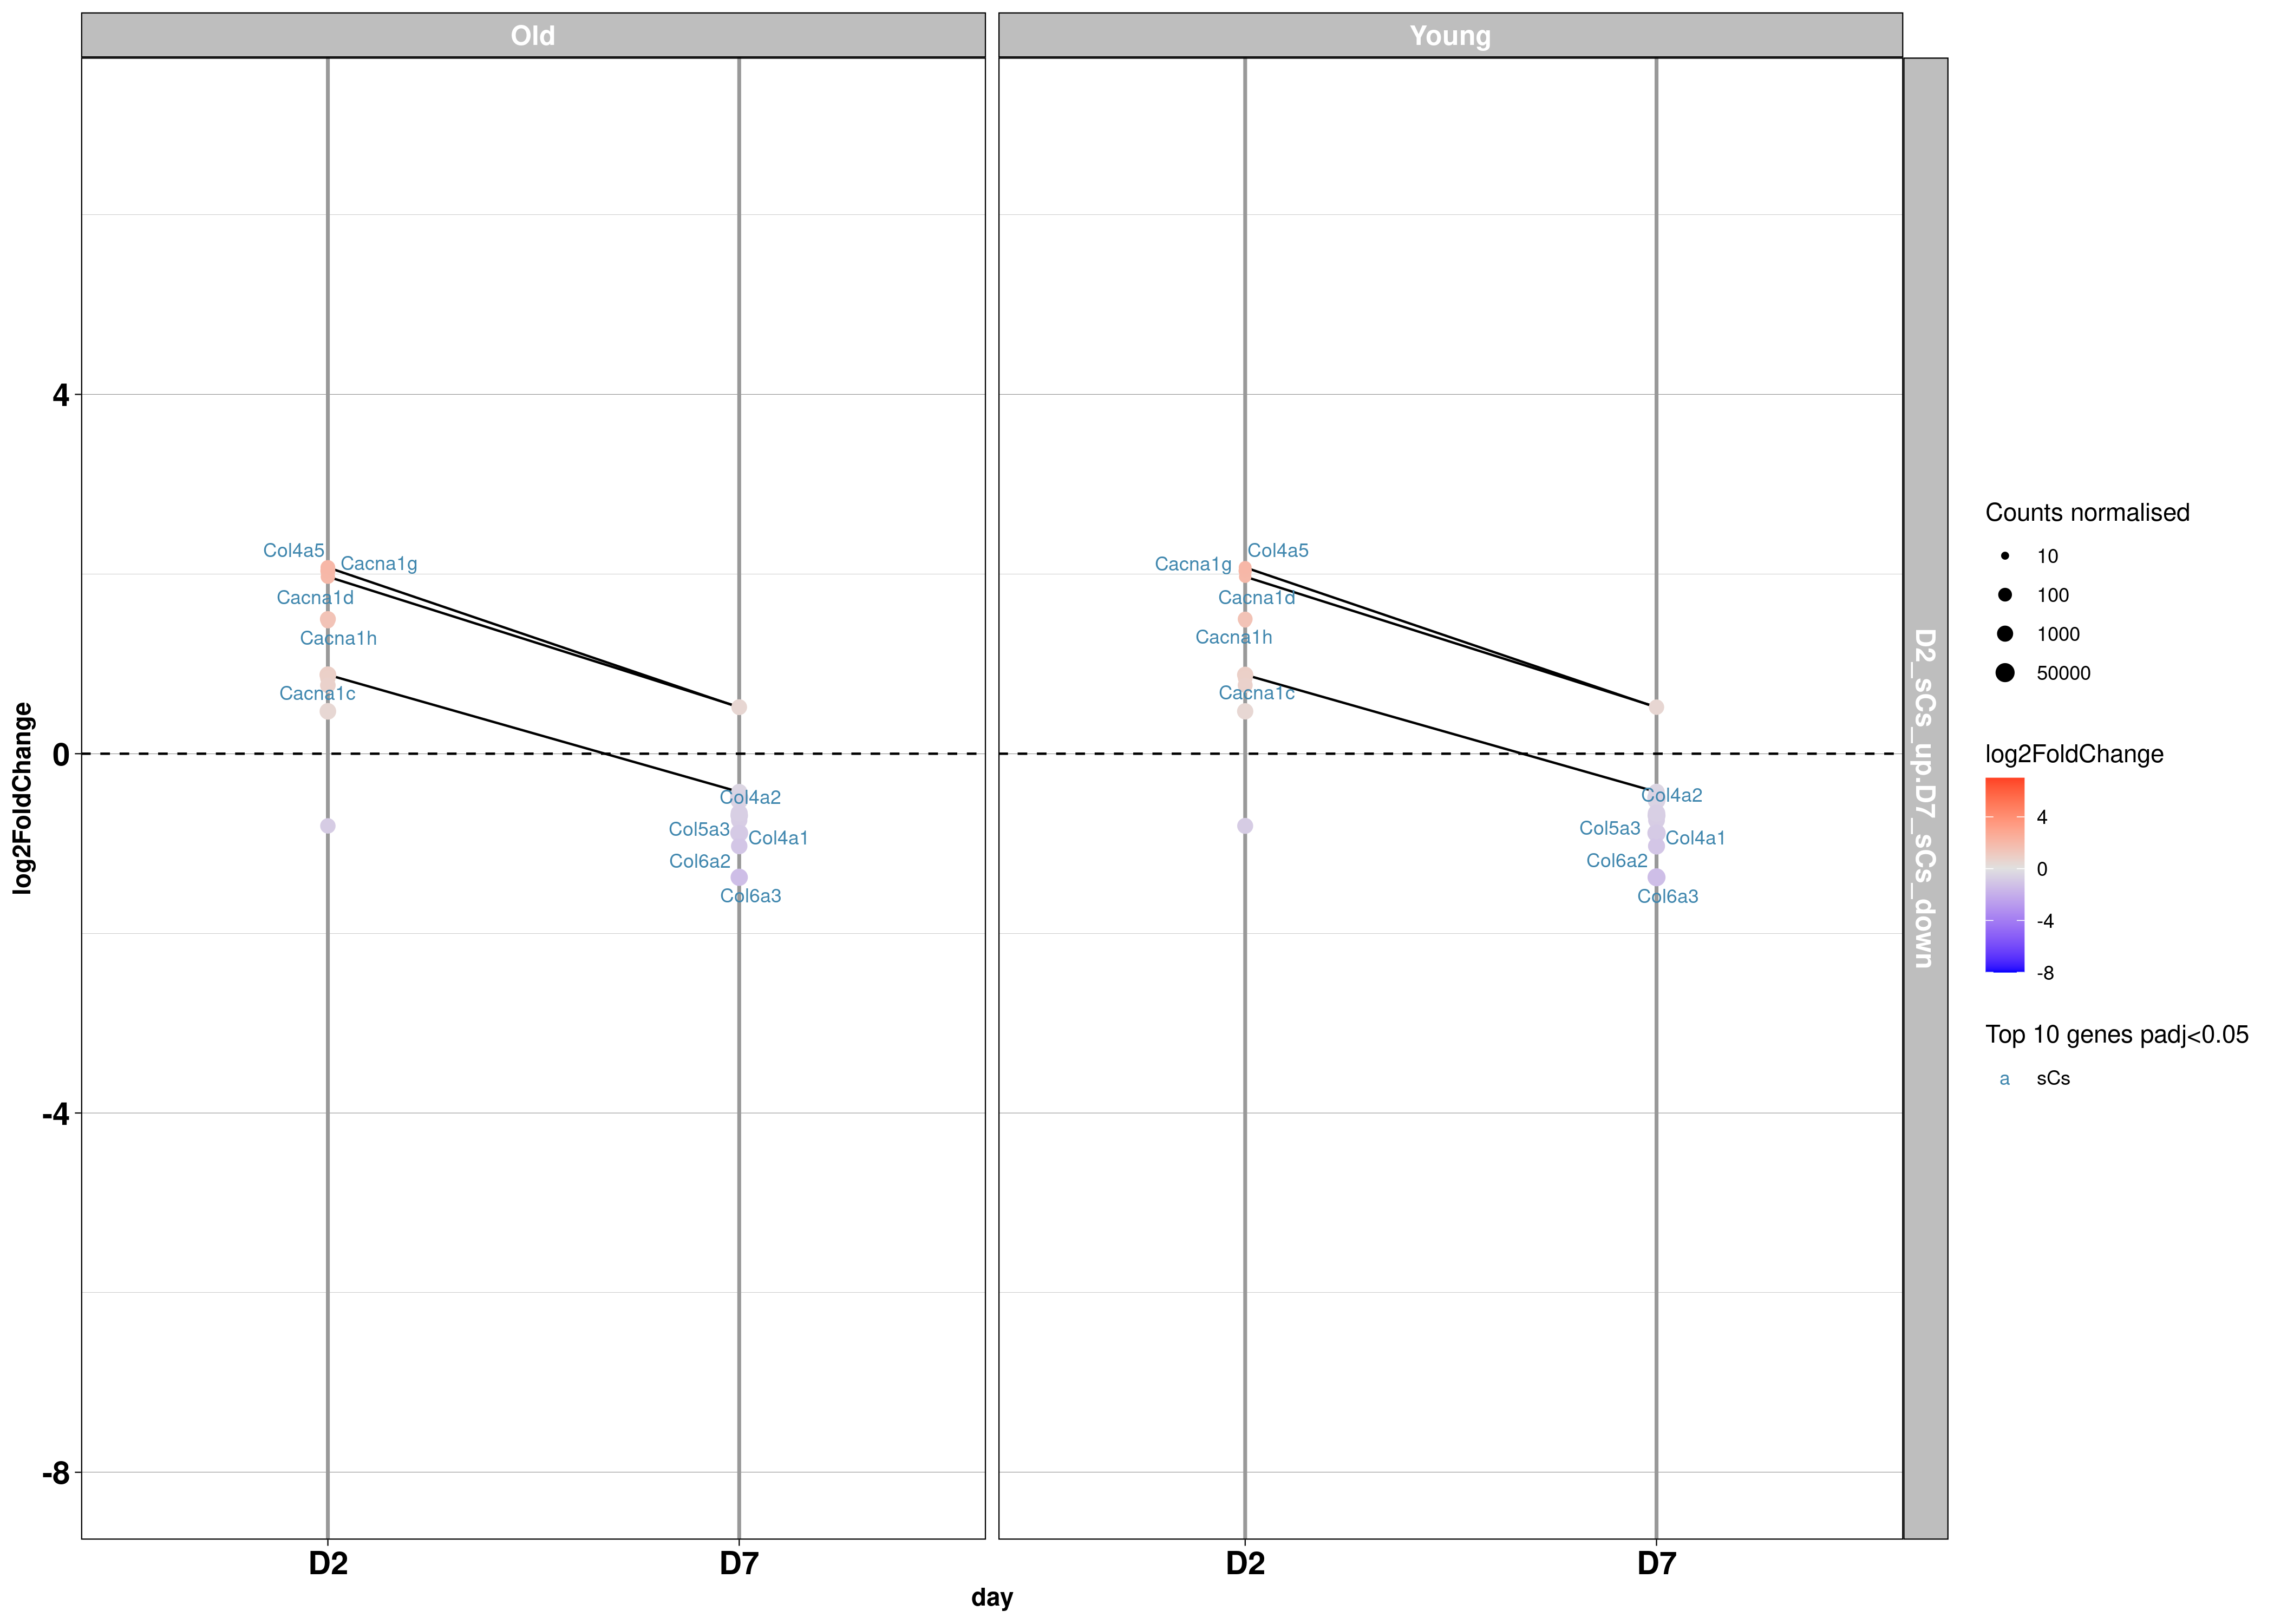 Old
Young
D2_sCs_up.D7_sCs_down
log2FoldChange
4
0
-4
-8
Col4a5
Cacna1g
Cacna1d
Cacna1h
Cacna1c
Col4a2
Col5a3
Col4a1
Col6a2
Col6a3
Col4a5
Cacna1g
Cacna1d
Cacna1h
Cacna1c
Col4a2
Col5a3
Col4a1
Col6a2
Col6a3
D2
D7
D2
D7
day
Counts normalised
10
100
1000
50000
log2FoldChange
4
0
-4
-8
Top 10 genes padj<0.05
a sCs